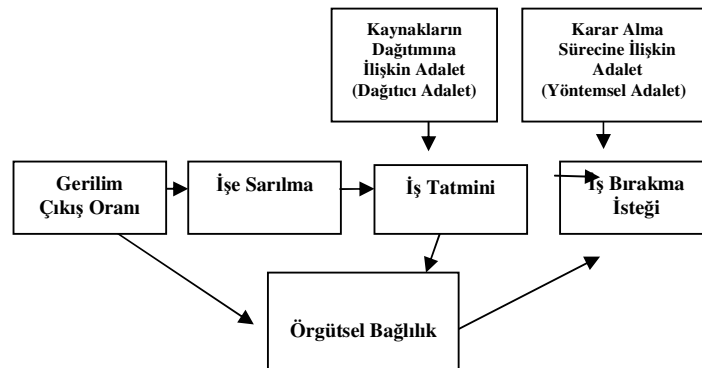 Kaynakların
Dağıtımına
İlişkin Adalet
(Dağıtıcı Adalet)
Karar Alma
Sürecine İlişkin
Adalet
(Yöntemsel Adalet)
Gerilim
Çıkış Oranı
İşe Sarılma
İş Tatmini
İş Bırakma
İsteği
Örgütsel Bağlılık